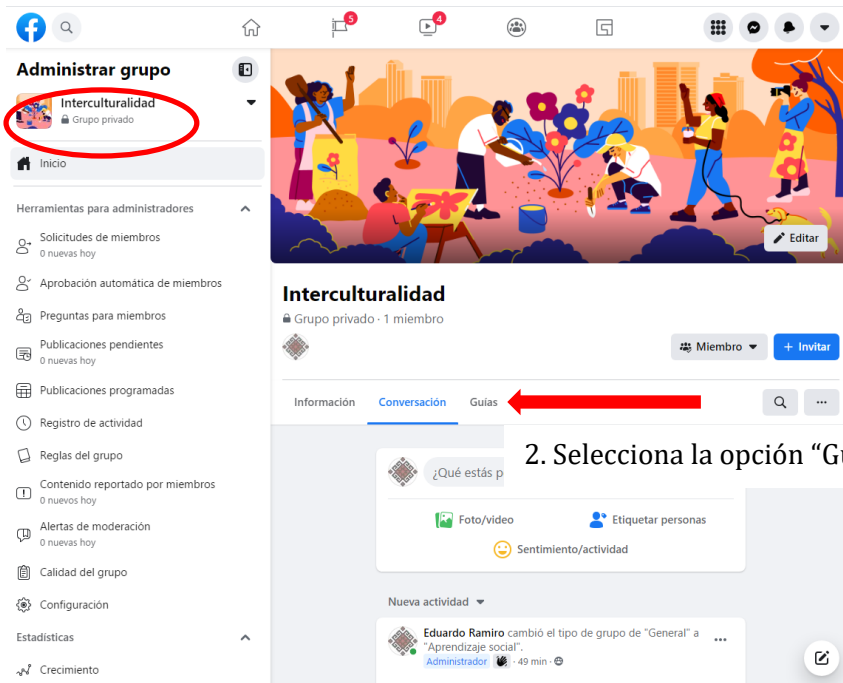 5
4
Administrar grupo
Interculturalidad
Grupo privado
Inicio
Herramientas para administradores
Solicitudes de miembros
0 nuevas hoy
Aprobación automática de miembros
Preguntas para miembros
Publicaciones pendientes
0 nuevas hoy
Publicaciones programadas
Registro de actividad
Reglas del grupo
Contenido reportado por miembros
0 nuevos hoy
Alertas de moderación
0 nuevas hoy
Calidad del grupo
Configuración
Estadísticas
Crecimiento
Editar
Interculturalidad
Grupo privado · 1 miembro
Miembro
+ Invitar
Información Conversación Guías
2. Selecciona la opción “Gu
¿Qué estás p
Foto/video Etiquetar personas
Sentimiento/actividad
Nueva actividad
Eduardo Ramiro cambió el tipo de grupo de "General" a
"Aprendizaje social".
Administrador · 49 min ·